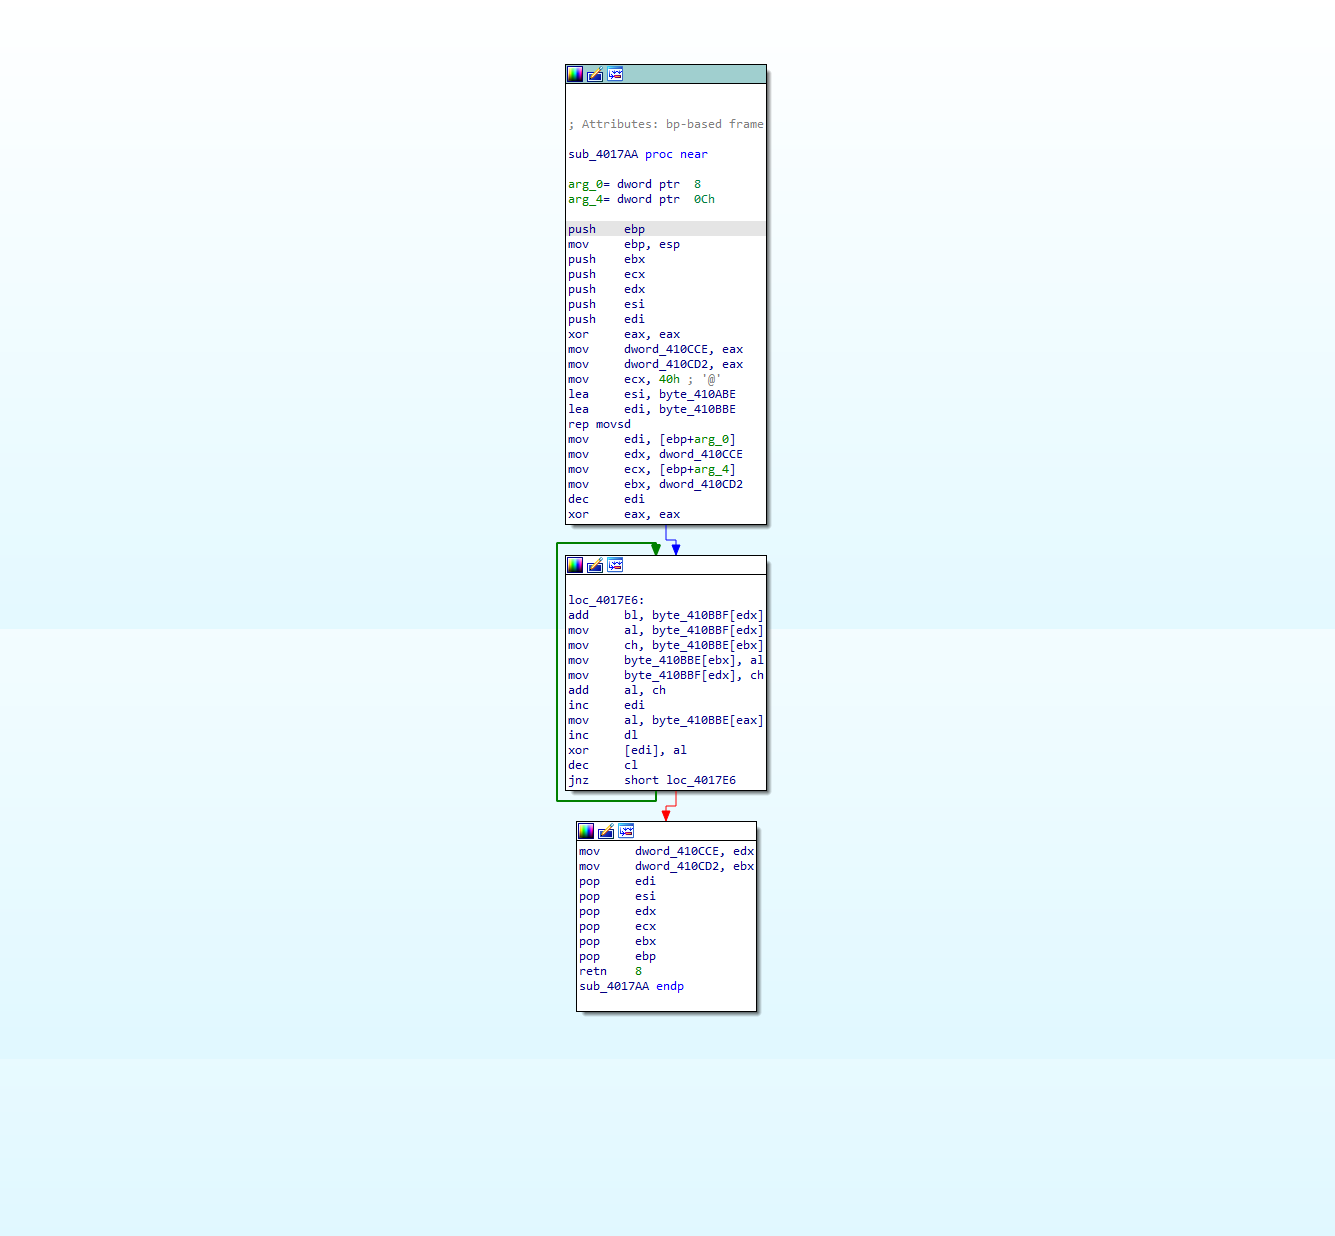 ; Attributes: bp-based frame
sub_4017AA proc near
arg_0= dword ptr  8
arg_4= dword ptr  0Ch
push    ebp
mov     ebp, esp
push    ebx
push    ecx
push    edx
push    esi
push    edi
xor     eax, eax
mov     dword_410CCE, eax
mov     dword_410CD2, eax
mov     ecx, 40h ; '@'
lea     esi, byte_410ABE
lea     edi, byte_410BBE
rep movsd
mov     edi, [ebp+arg_0]
mov     edx, dword_410CCE
mov     ecx, [ebp+arg_4]
mov     ebx, dword_410CD2
dec     edi
xor     eax, eax
loc_4017E6:
add     bl, byte_410BBF[edx]
mov     al, byte_410BBF[edx]
mov     ch, byte_410BBE[ebx]
mov     byte_410BBE[ebx], al
mov     byte_410BBF[edx], ch
add     al, ch
inc     edi
mov     al, byte_410BBE[eax]
inc     dl
xor     [edi], al
dec     cl
jnz     short loc_4017E6
mov     dword_410CCE, edx
mov     dword_410CD2, ebx
pop     edi
pop     esi
pop     edx
pop     ecx
pop     ebx
pop     ebp
retn    8
sub_4017AA endp